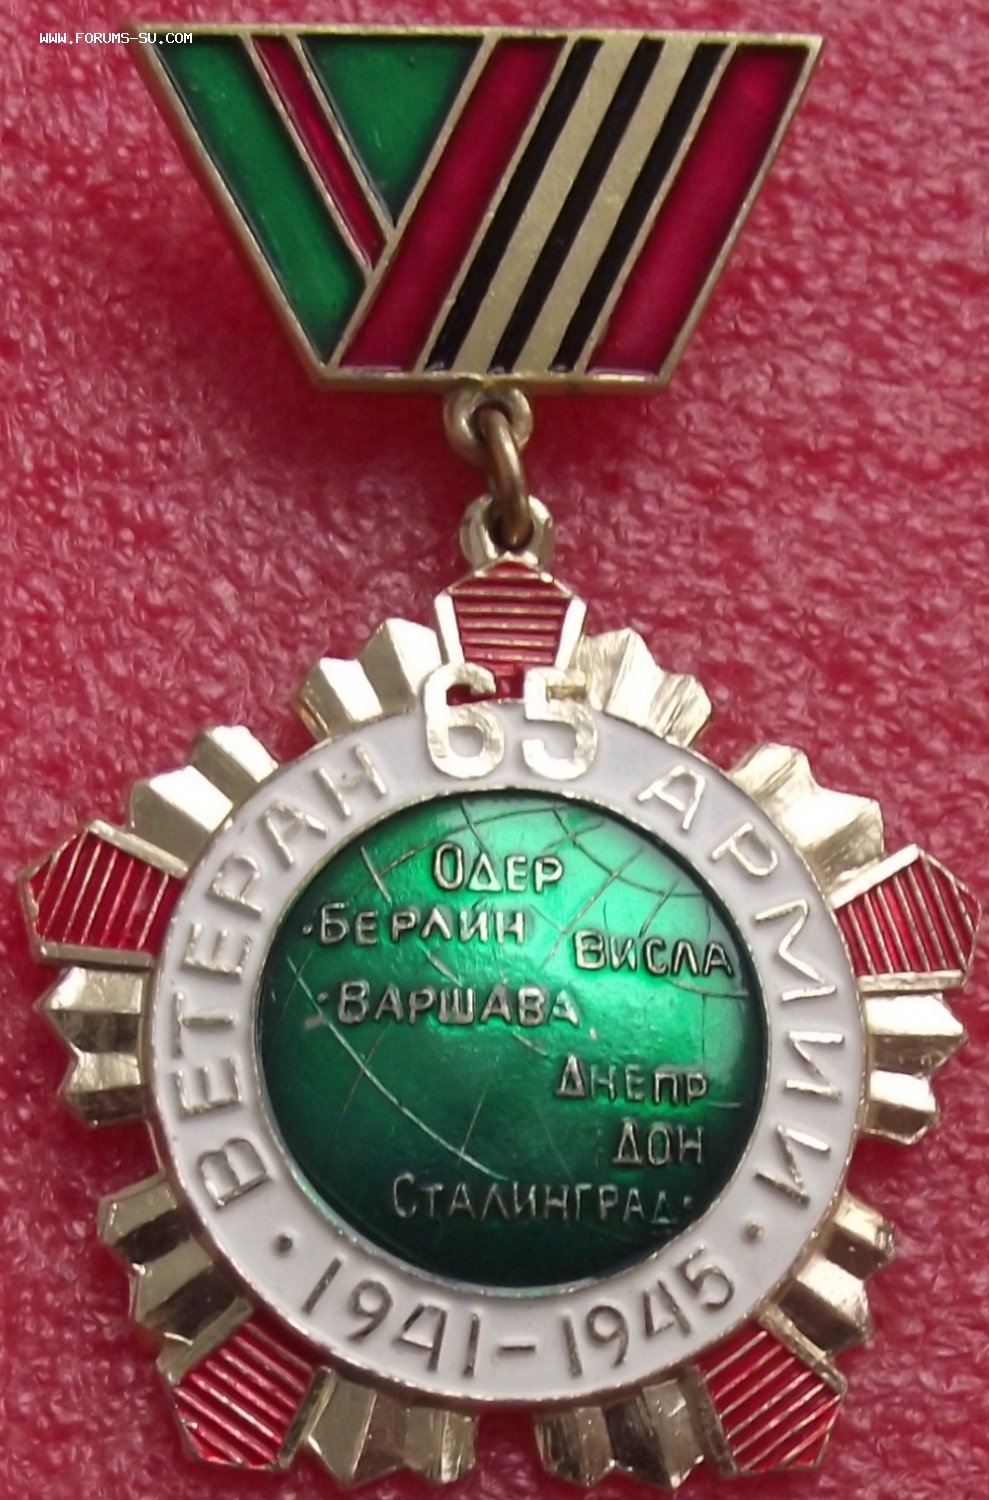 WWW.FORUMS-SU.COM
ВЕТЕРАН 65 АРМИИ
ОДЕР
·БЕРЛИН
ВИСЛА
·ВАРШАВА
ДНЕПР
ДОН
СТАЛИНГРАД·
·1941-1945·